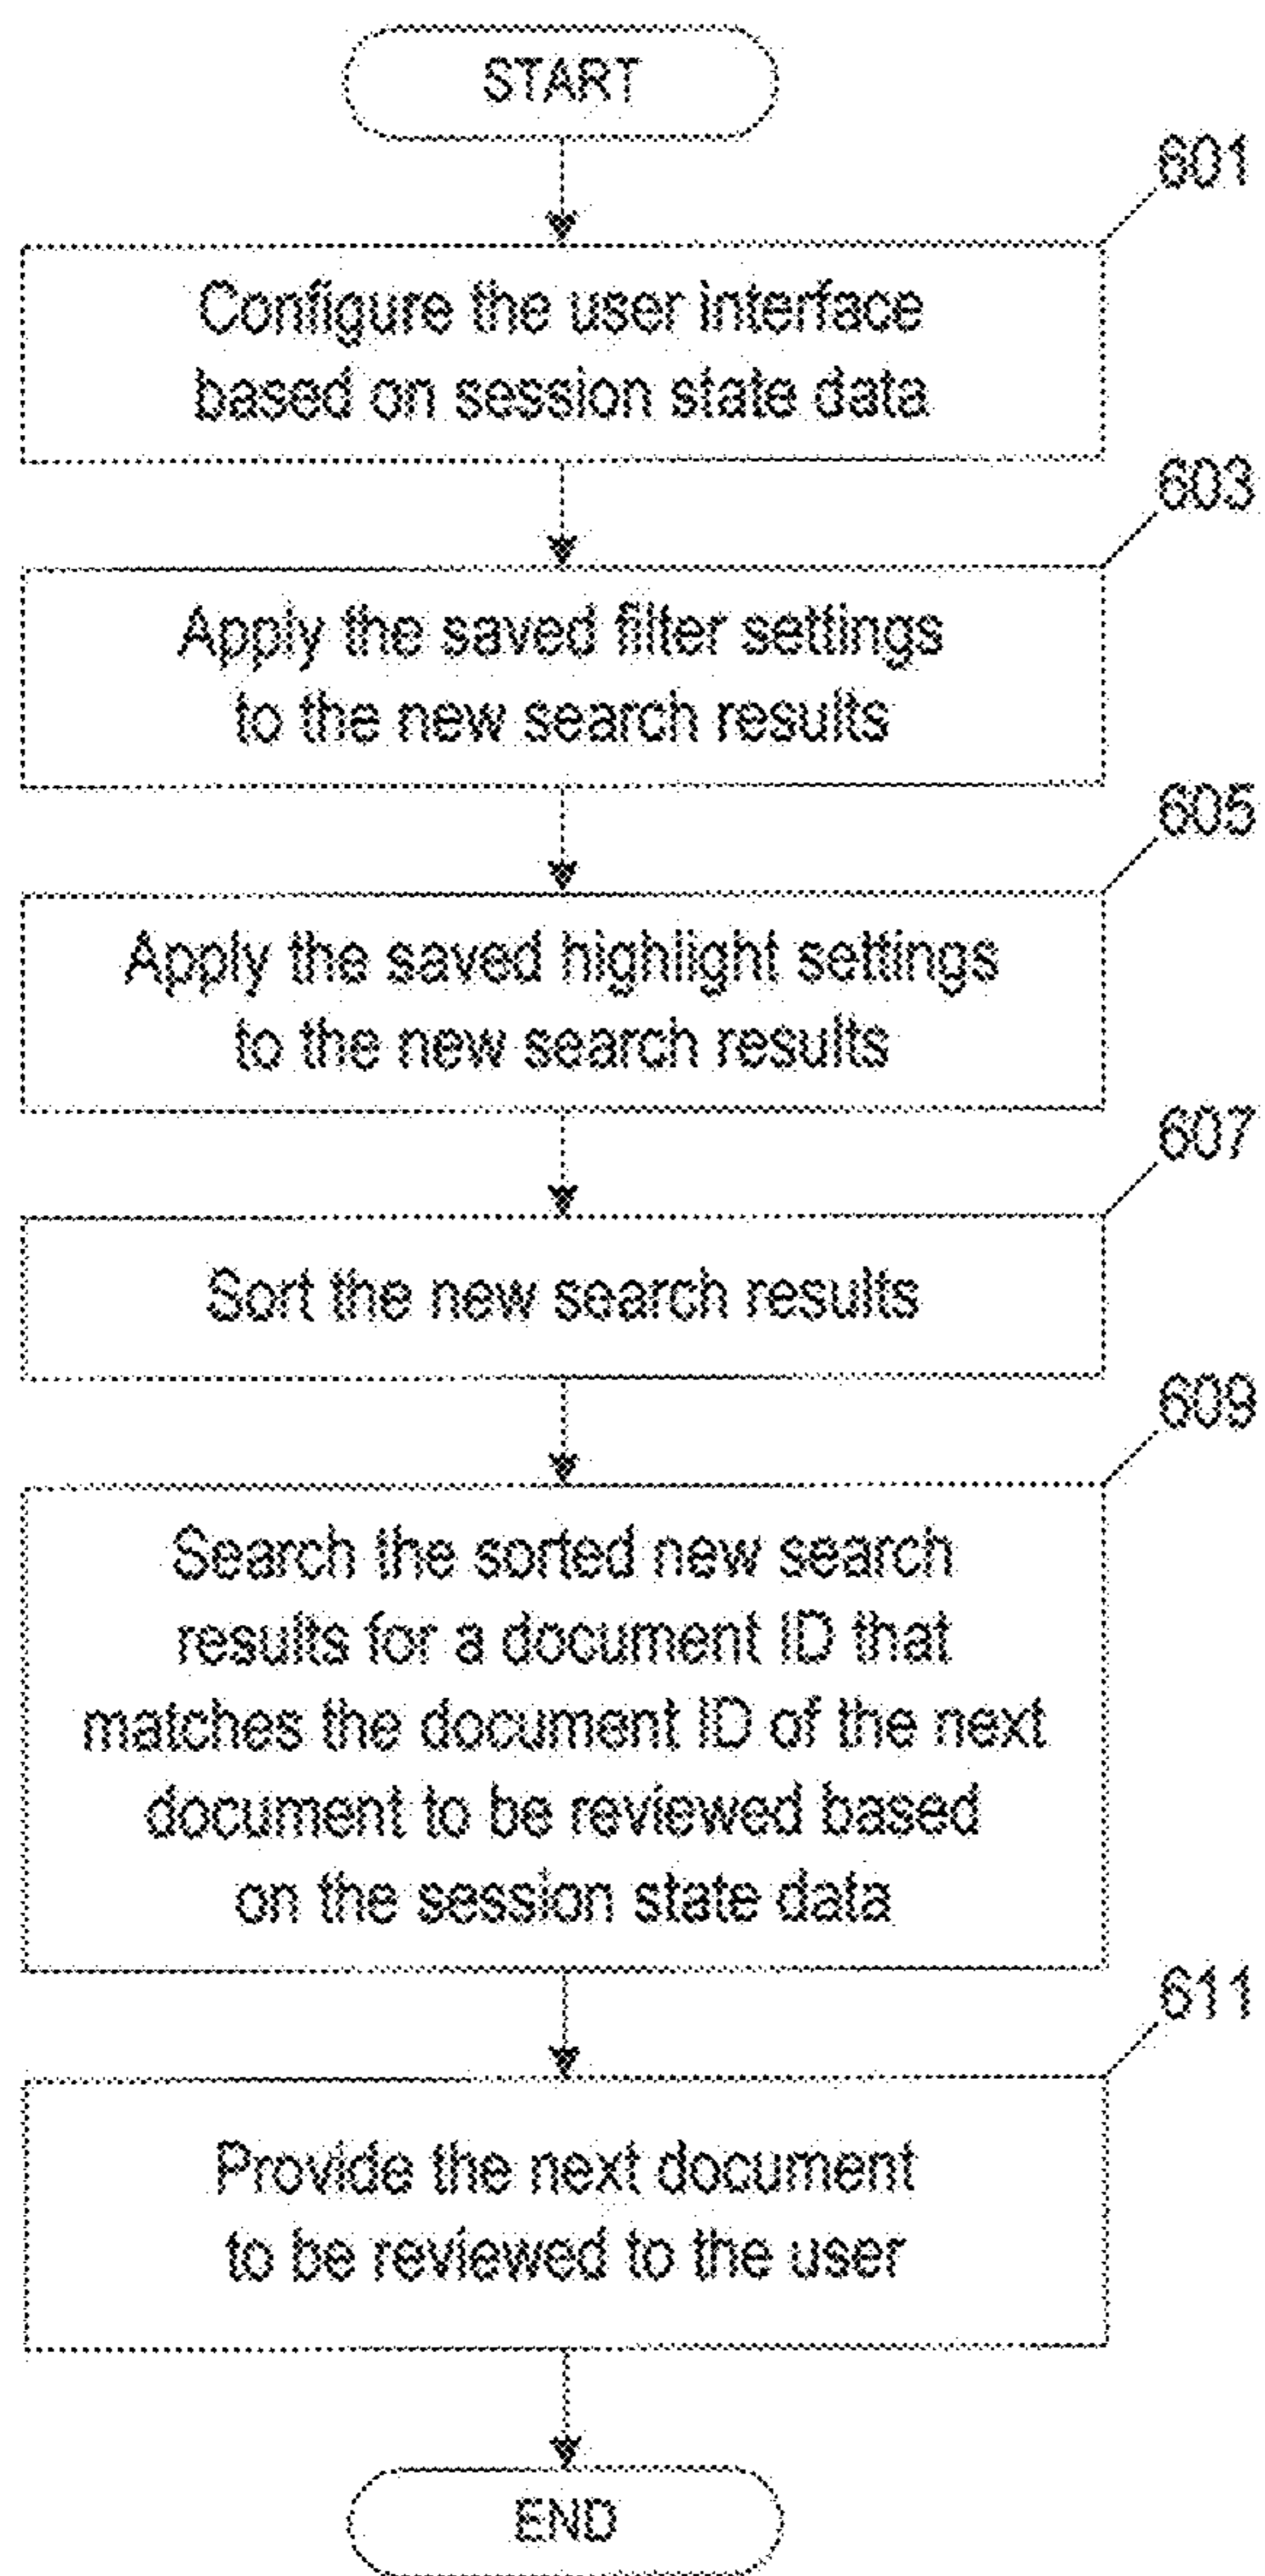 START
601
Configure the user interface
based on session state data
603
Apply the saved filter settings
to the new search results
605
Apply the saved highlight settings
to the new search results
607
Sort the new search results
609
Search the sorted new search
results for a document ID that
matches the document ID of the next
document to be reviewed based
on the session state data
611
Provide the next document
to be reviewed to the user
END